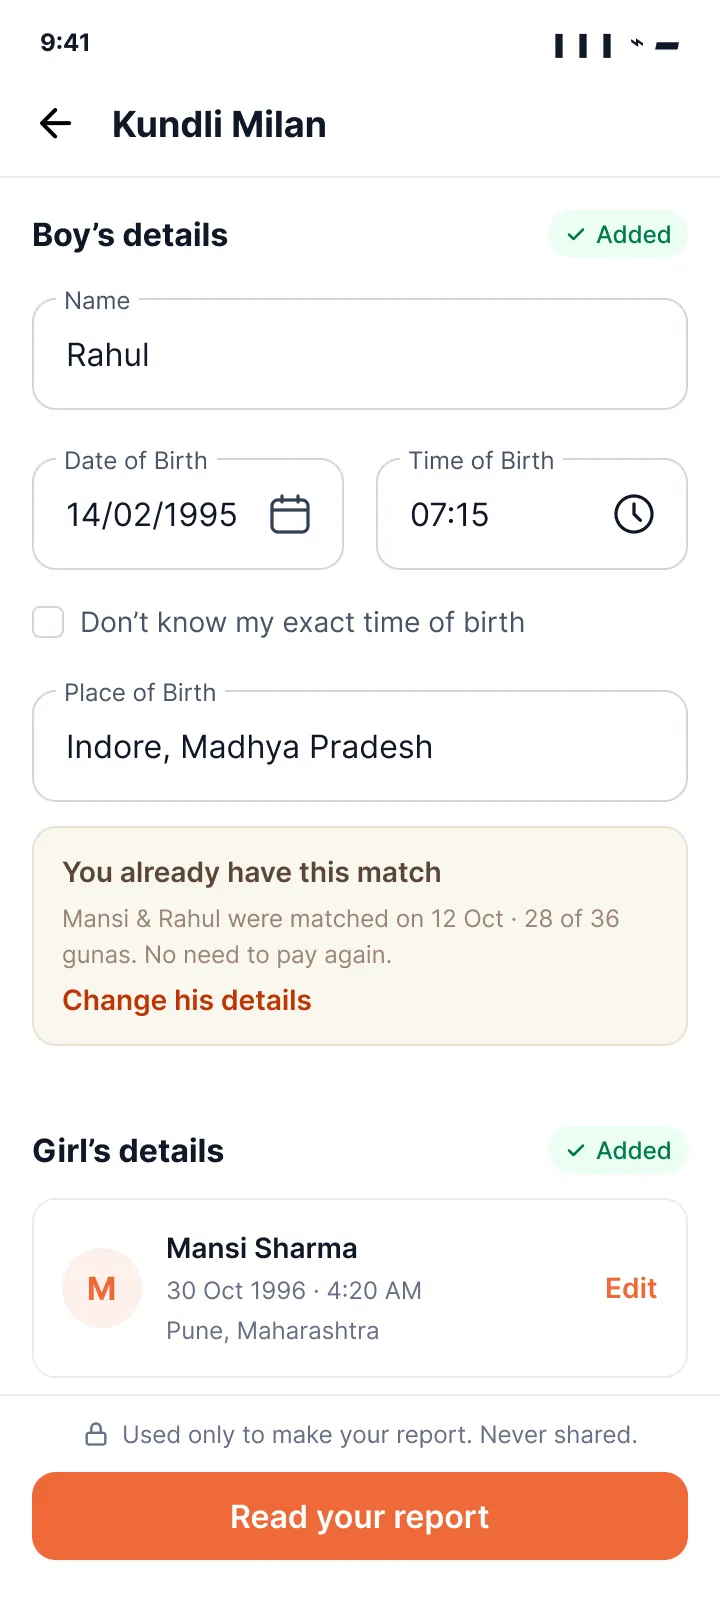 9:41
Kundli Milan
Boy’s details
Added
Name
Rahul
Date of Birth
14/02/1995
Time of Birth
07:15
Don’t know my exact time of birth
Place of Birth
Indore, Madhya Pradesh
You already have this match
Mansi & Rahul were matched on 12 Oct · 28 of 36
gunas. No need to pay again.
Change his details
Girl’s details
Added
M
Mansi Sharma
30 Oct 1996 · 4:20 AM
Pune, Maharashtra
Edit
Used only to make your report. Never shared.
Read your report